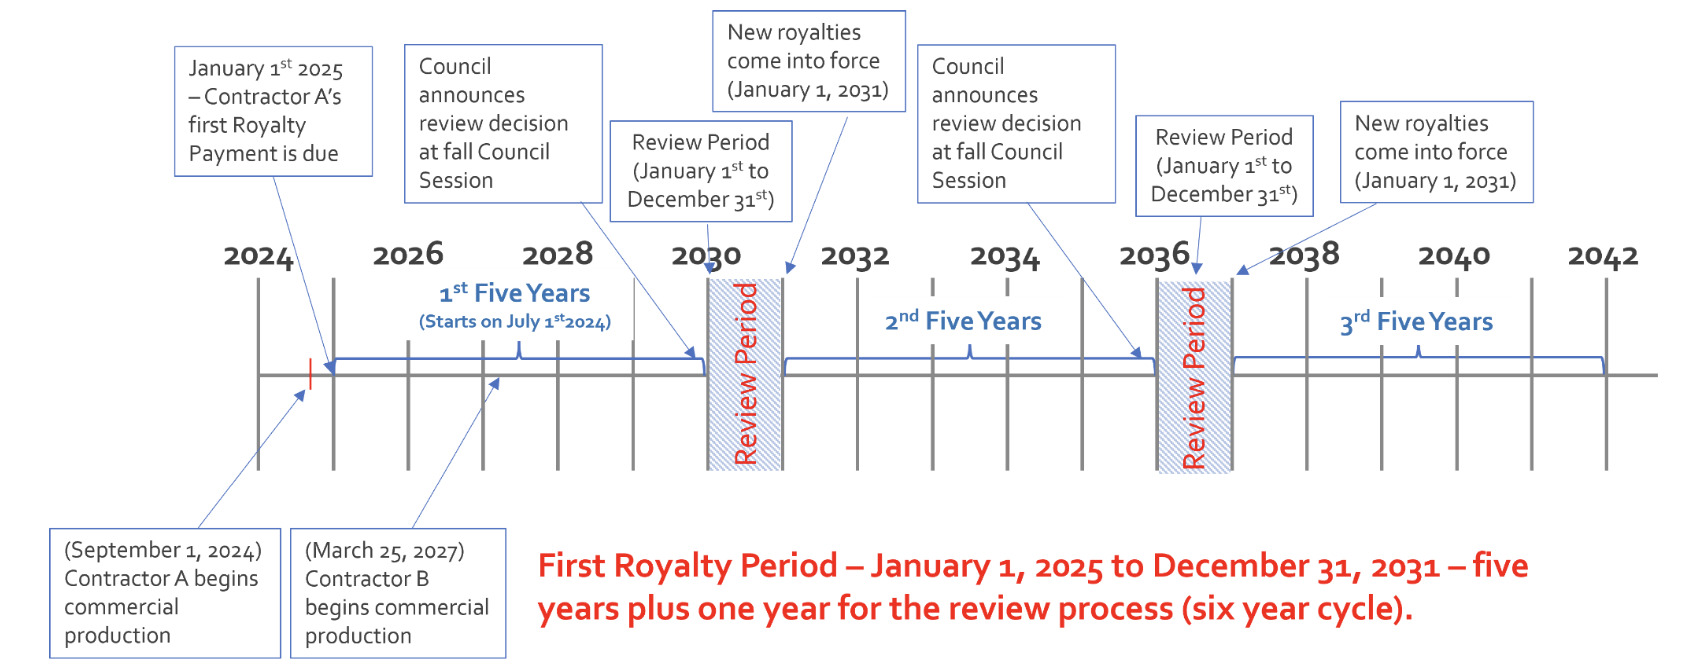 New royalties
come into force
(January 1, 2031)
January 1st 2025
– Contractor A’s
first Royalty
Payment is due
Council
announces
review decision
at fall Council
Session
Review Period
(January 1st to
December 31st)
Council
announces
review decision
at fall Council
Session
Review Period
(January 1st to
December 31st)
New royalties
come into force
(January 1, 2031)
2024 2026 2028 2030 2032 2034 2036 2038 2040 2042
1st Five Years
(Starts on July 1st2024)
Review Period
2nd Five Years
Review Period
3rd Five Years
(September 1, 2024)
Contractor A begins
commercial
production
(March 25, 2027)
Contractor B
begins commercial
production
First Royalty Period – January 1, 2025 to December 31, 2031 – five
years plus one year for the review process (six year cycle).